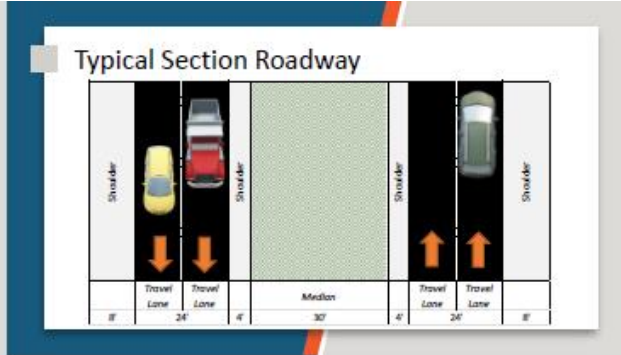 Typical Section Roadway
Shoulder
Shoulder
Shoulder
Shoulder
Travel Travel Travel Travel
Lane Lane Median Lane Lane
8' 24' 4' 30' 4' 24' 8'